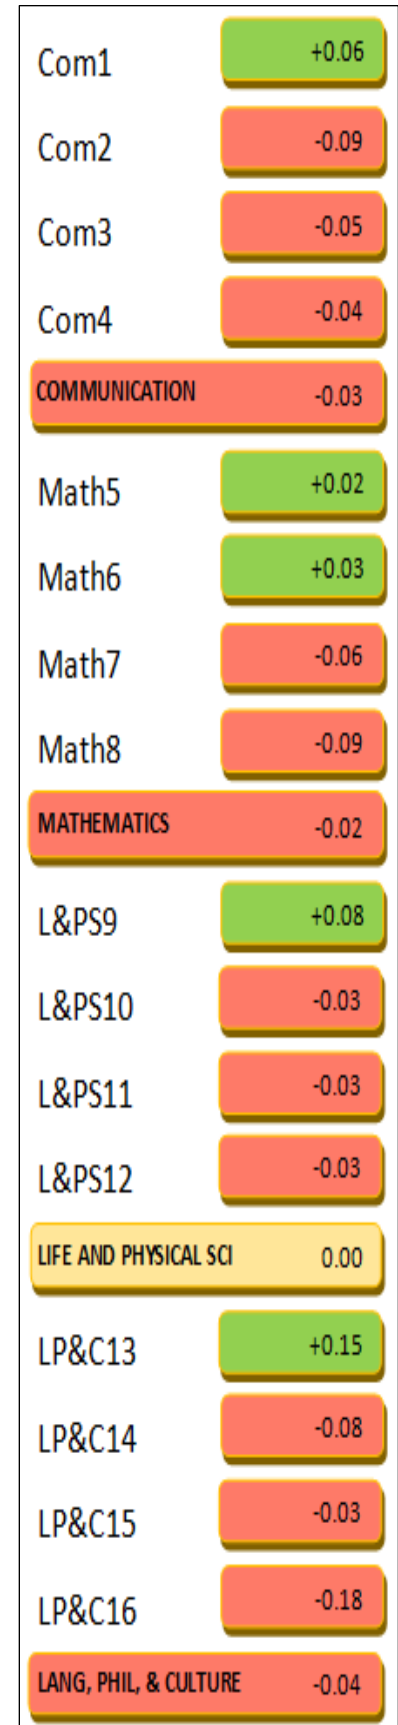 Com1 +0.06
Com2 -0.09
Com3 -0.05
Com4 -0.04
COMMUNICATION -0.03
Math5 +0.02
Math6 +0.03
Math7 -0.06
Math8 -0.09
MATHEMATICS -0.02
L&PS9 +0.08
L&PS10 -0.03
L&PS11 -0.03
L&PS12 -0.03
LIFE AND PHYSICAL SCI 0.00
LP&C13 +0.15
LP&C14 -0.08
LP&C15 -0.03
LP&C16 -0.18
LANG, PHIL, & CULTURE -0.04